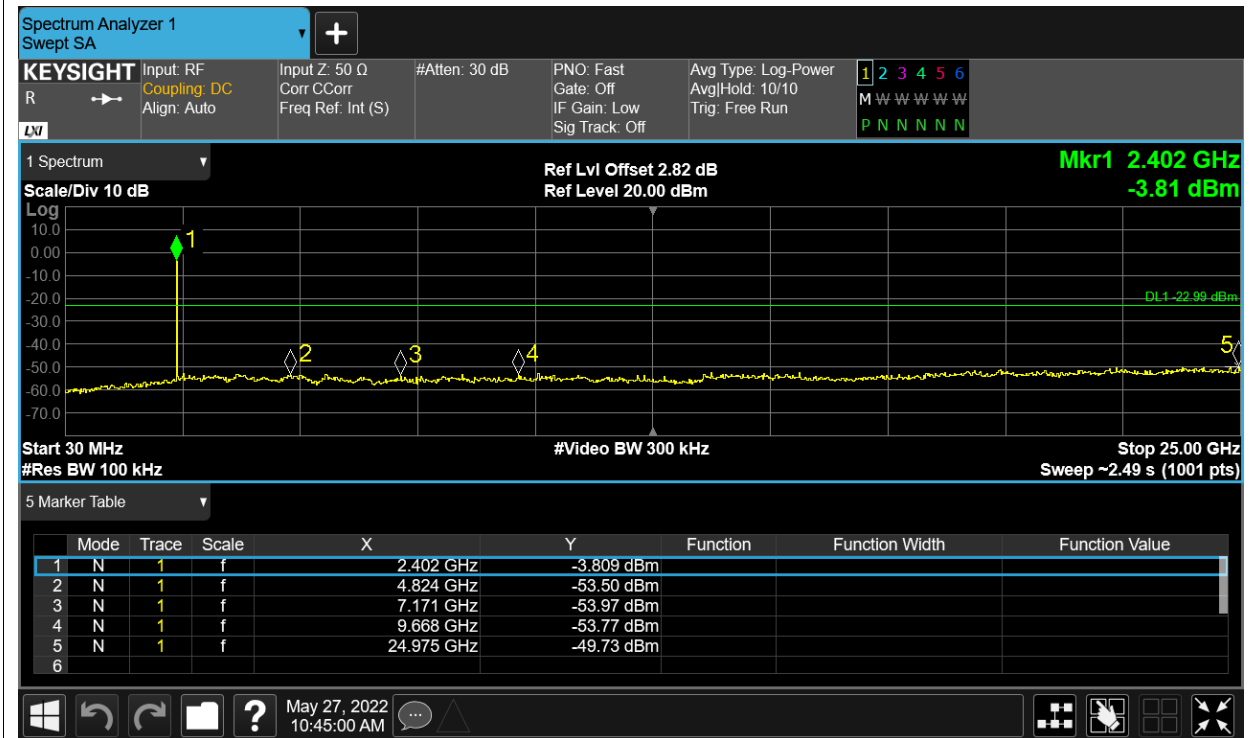 Spectrum Analyzer 1
Swept SA
+
KEYSIGHT Input: RF Input Z: 50 Ω #Atten: 30 dB PNO: Fast Avg Type: Log-Power 1 2 3 4 5 6
R Coupling: DC Corr CCorr Gate: Off Avg|Hold: 10/10 M W W W W W
Align: Auto Freq Ref: Int (S) IF Gain: Low Trig: Free Run
LXI Sig Track: Off P N N N N N
1 Spectrum Ref Lvl Offset 2.82 dB Mkr1 2.402 GHz
Scale/Div 10 dB Ref Level 20.00 dBm -3.81 dBm
Log
10.0 1
0.00
-10.0
-20.0 DL1 -22.99 dBm
-30.0
-40.0 2 3 4 5
-50.0
-60.0
-70.0
Start 30 MHz #Video BW 300 kHz Stop 25.00 GHz
#Res BW 100 kHz Sweep ~2.49 s (1001 pts)
5 Marker Table
Mode Trace Scale X Y Function Function Width Function Value
1 N 1 f 2.402 GHz -3.809 dBm
2 N 1 f 4.824 GHz -53.50 dBm
3 N 1 f 7.171 GHz -53.97 dBm
4 N 1 f 9.668 GHz -53.77 dBm
5 N 1 f 24.975 GHz -49.73 dBm
6
? May 27, 2022
10:45:00 AM